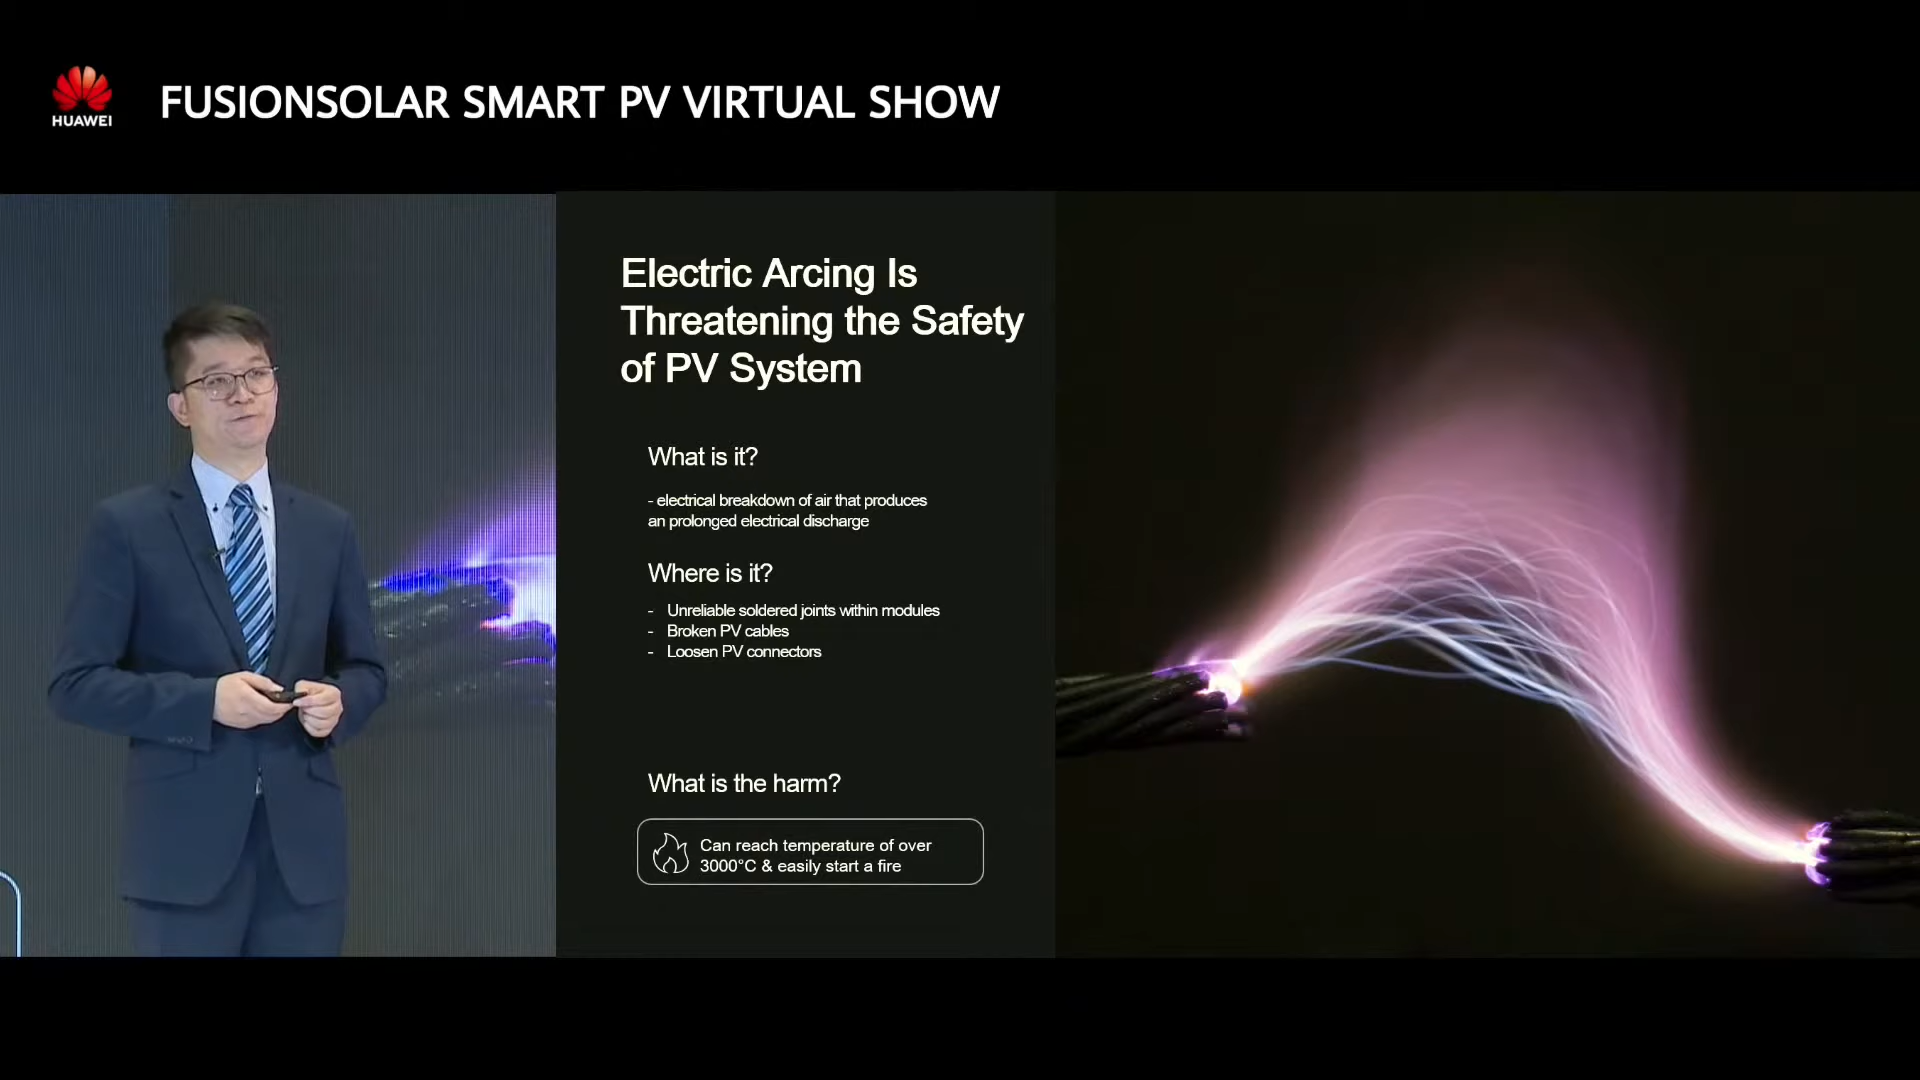 HUAWEI
FUSIONSOLAR SMART PV VIRTUAL SHOW
Electric Arcing Is
Threatening the Safety
of PV System
What is it?
- electrical breakdown of air that produces
an prolonged electrical discharge
Where is it?
- Unreliable soldered joints within modules
- Broken PV cables
- Loosen PV connectors
What is the harm?
Can reach temperature of over
3000°C & easily start a fire